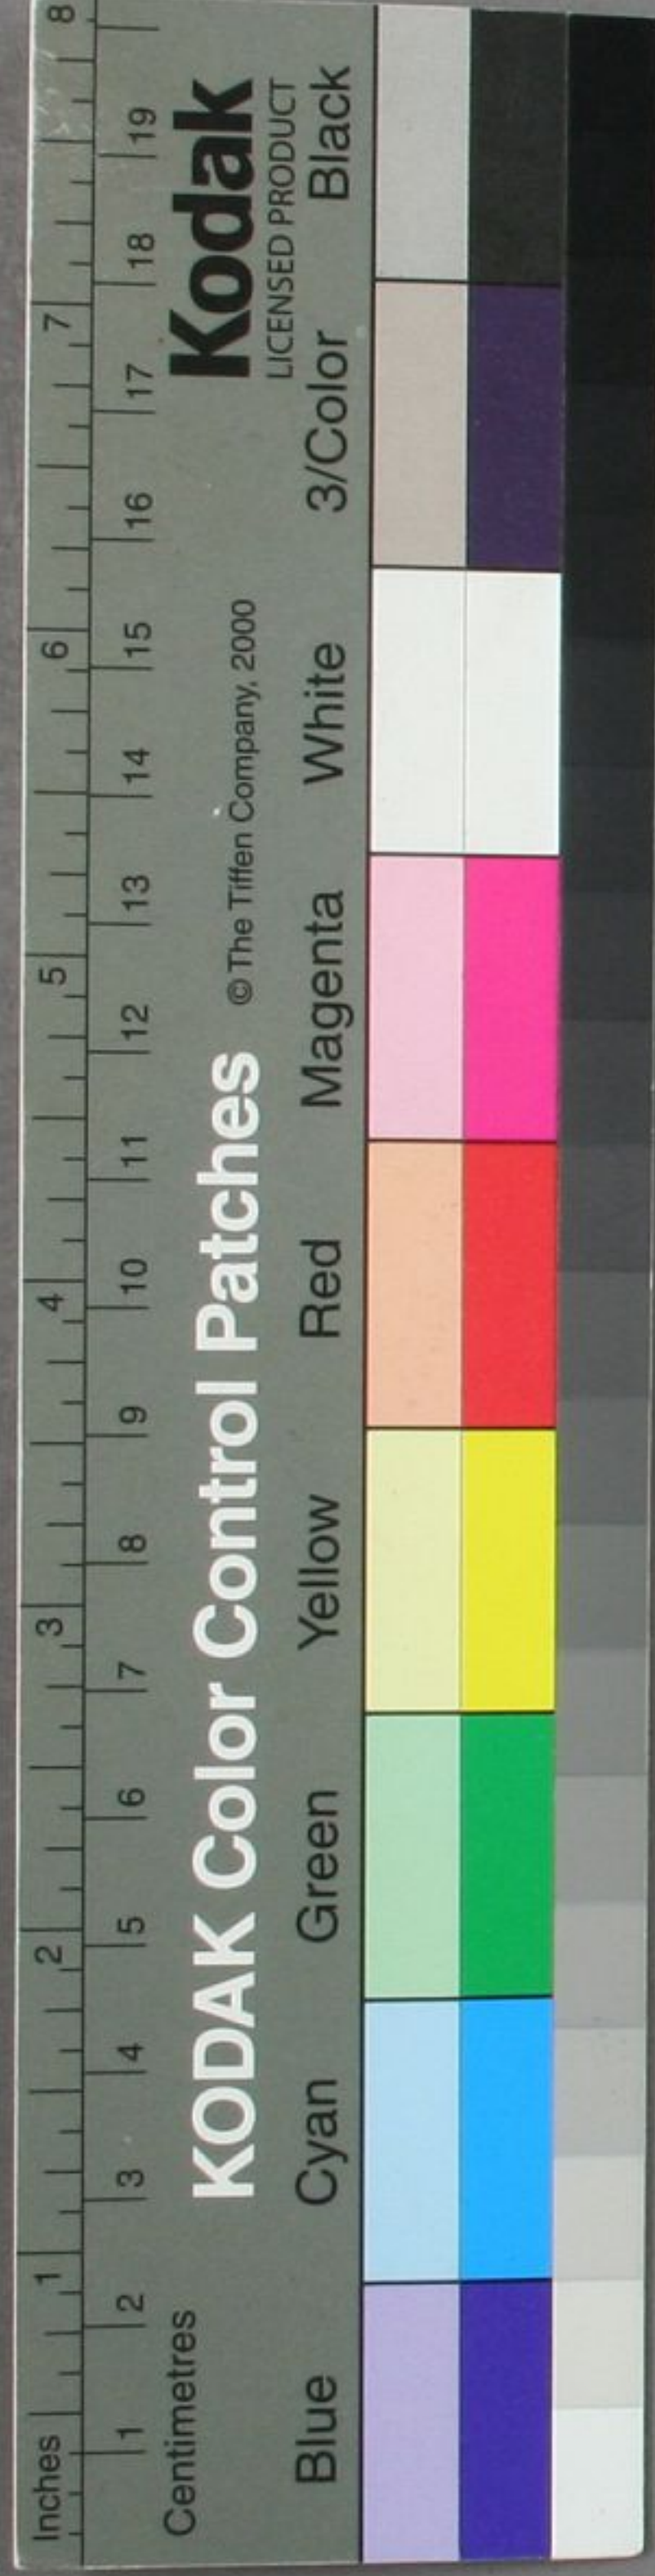 Inches 1 2 3 4 5 6 7 8
Centimetres 1 2 3 4 5 6 7 8 9 10 11 12 13 14 15 16 17 18 19
KODAK Color Control Patches © The Tiffen Company, 2000 Kodak
LICENSED PRODUCT
Blue Cyan Green Yellow Red Magenta White 3/Color Black